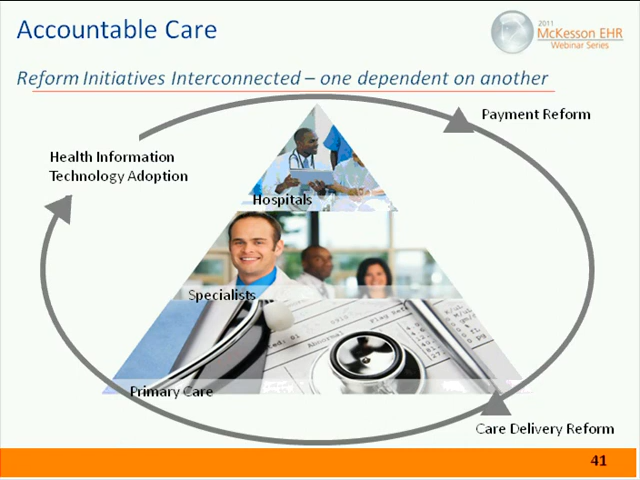 Accountable Care
2011
McKesson EHR
Webinar Series
Reform Initiatives Interconnected – one dependent on another
Payment Reform
Health Information
Technology Adoption
Hospitals
Specialists
Abnormal
Primary Care
Care Delivery Reform
41